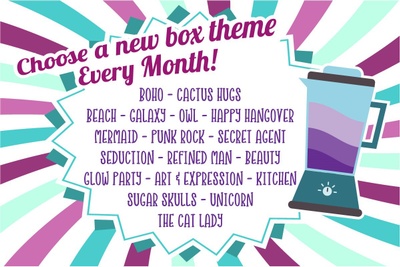 Choose a new box theme
Every Month!
BOHO - CACTUS HUGS
BEACH - GALAXY - OWL - HAPPY HANGOVER
MERMAID - PUNK ROCK - SECRET AGENT
SEDUCTION - REFINED MAN - BEAUTY
GLOW PARTY - ART & EXPRESSION - KITCHEN
SUGAR SKULLS - UNICORN
THE CAT LADY